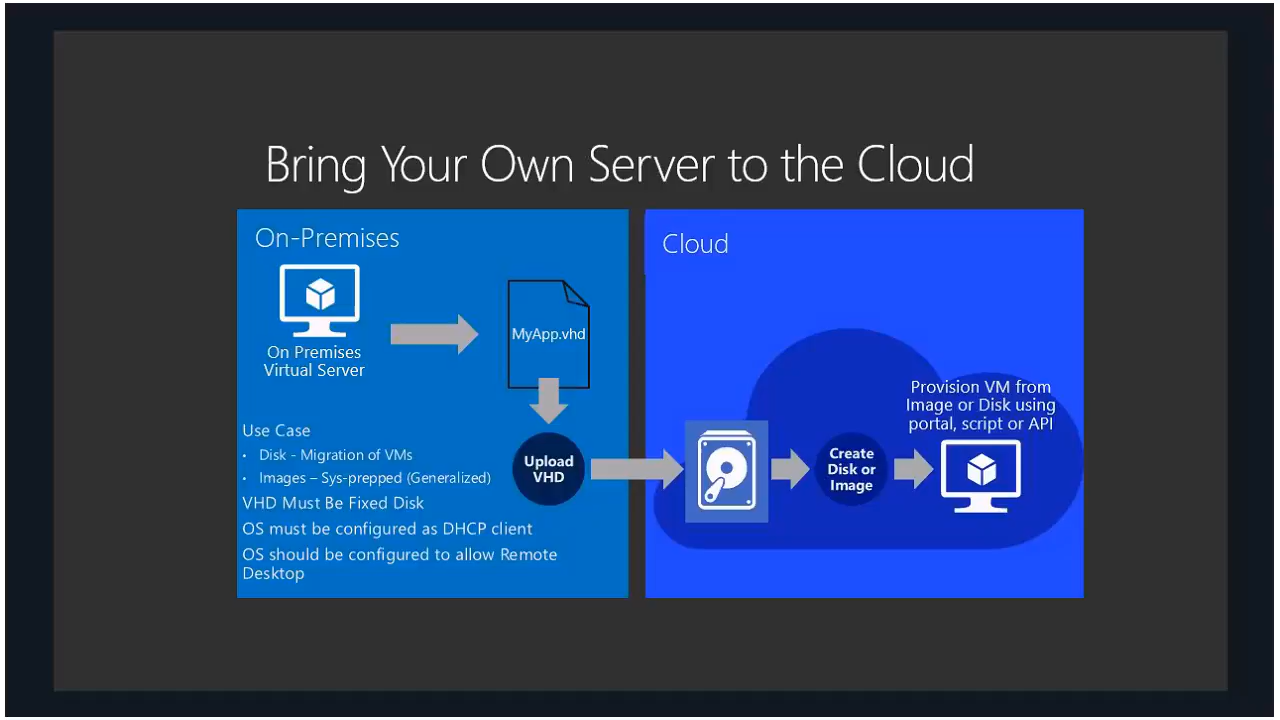 Bring Your Own Server to the Cloud
On-Premises
On Premises
Virtual Server
MyApp.vhd
Upload
VHD
Use Case
• Disk - Migration of VMs
• Images – Sys-prepped (Generalized)
VHD Must Be Fixed Disk
OS must be configured as DHCP client
OS should be configured to allow Remote
Desktop
Cloud
Create
Disk or
Image
Provision VM from
Image or Disk using
portal, script or API